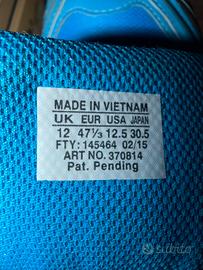 MADE IN VIETNAM
UK EUR USA JAPAN
12 47⅓ 12.5 30.5
FTY: 145464 02/15
ART NO. 370814
Pat. Pending
subito